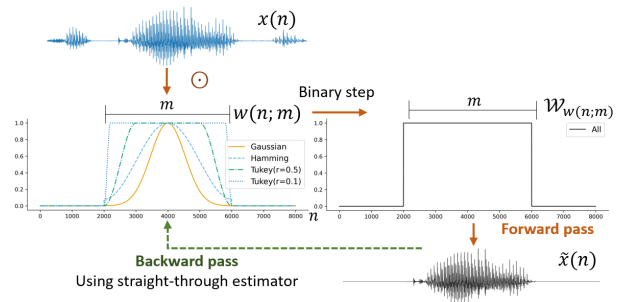 x(n)
⊙
m
w(n; m)
Binary step
m
𝒲w(n;m)
1.0
0.8
0.6
0.4
0.2
0.0
Gaussian
Hamming
Tukey(r=0.5)
Tukey(r=0.1)
0 1000 2000 3000 4000 5000 6000 7000 8000
n
1.0
0.8
0.6
0.4
0.2
0.0
All
0 1000 2000 3000 4000 5000 6000 7000 8000
Forward pass
Backward pass
Using straight-through estimator
x̃(n)